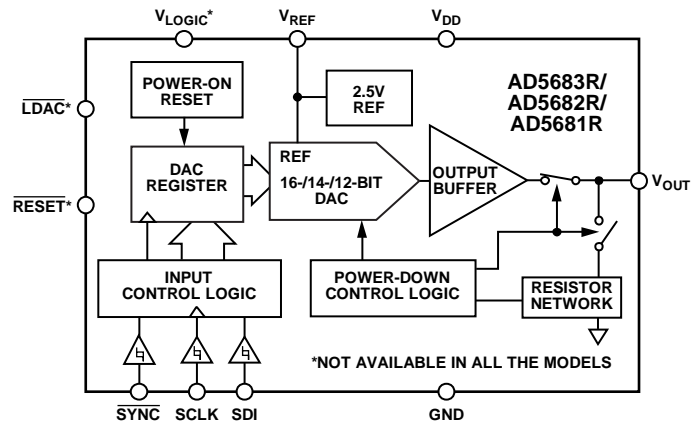 VLOGIC*
VREF
VDD
POWER-ON
RESET
2.5V
REF
AD5683R/
AD5682R/
AD5681R
LDAC*
DAC
REGISTER
REF
16-/14-/12-BIT
DAC
OUTPUT
BUFFER
VOUT
RESET*
INPUT
CONTROL LOGIC
POWER-DOWN
CONTROL LOGIC
RESISTOR
NETWORK
*NOT AVAILABLE IN ALL THE MODELS
SYNC
SCLK
SDI
GND